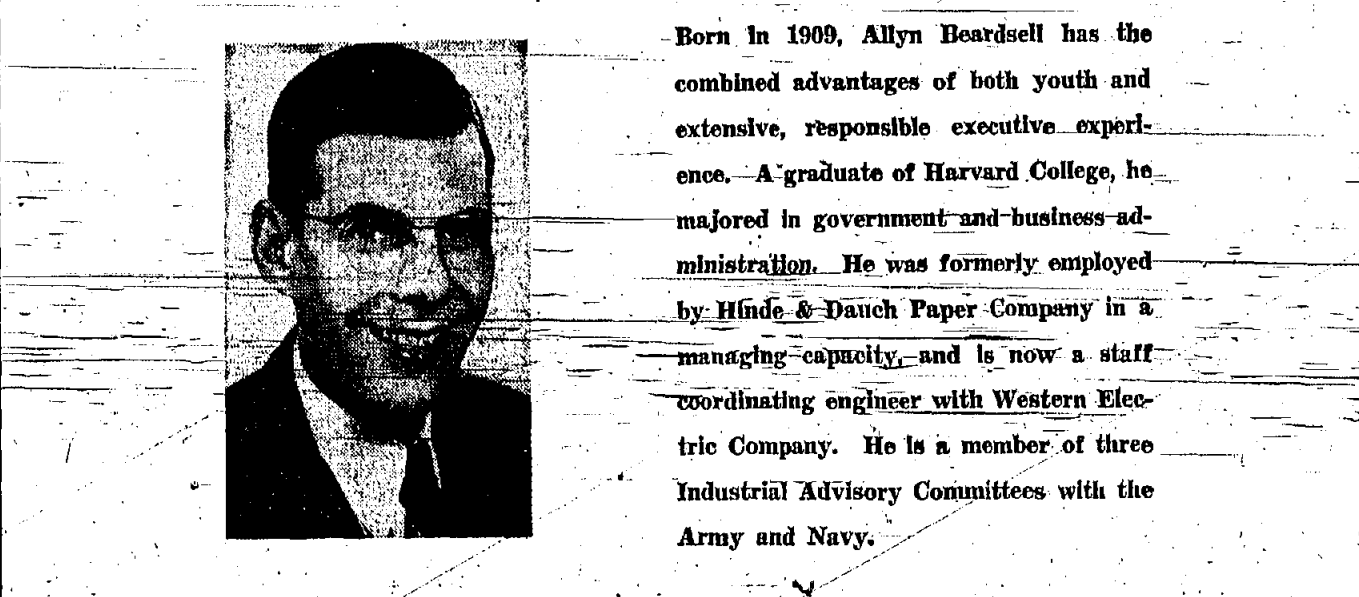 Born in 1909, Allyn Beardsell has the
combined advantages of both youth and
extensive, responsible executive experi-
ence. A graduate of Harvard College, he
majored in government and business ad-
ministration. He was formerly employed
by Hinde & Dauch Paper Company in a
managing capacity, and is now a staff
coordinating engineer with Western Elec-
tric Company. He is a member of three
Industrial Advisory Committees with the
Army and Navy.